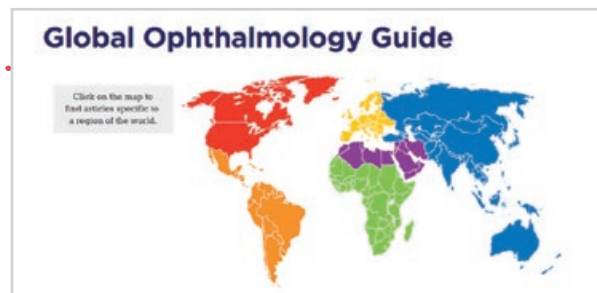 Global Ophthalmology Guide
Click on the map to
find articles specific to
a region of the world.